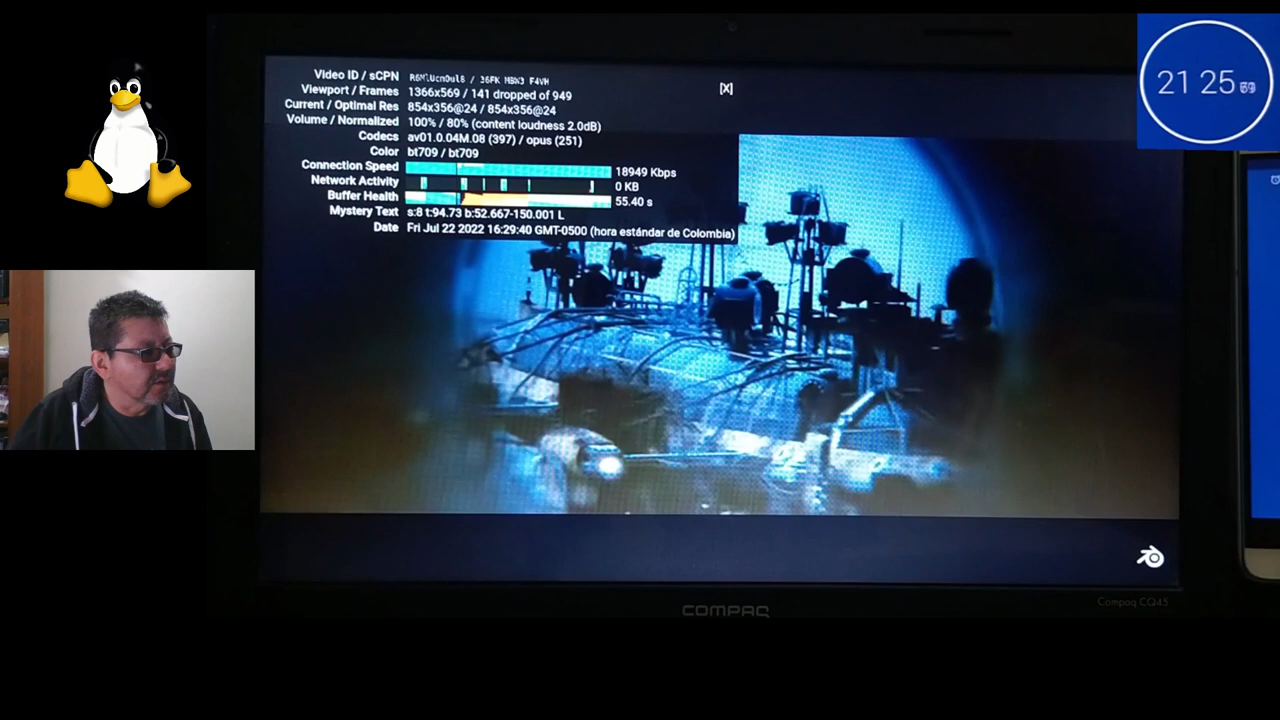 Video ID / sCPN R6MlUcmOul8 / 36FK MBW3 F4VH
Viewport / Frames 1366x569 / 141 dropped of 949
[X]
Current / Optimal Res 854x356@24 / 854x356@24
Volume / Normalized 100% / 80% (content loudness 2.0dB)
Codecs av01.0.04M.08 (397) / opus (251)
Color bt709 / bt709
Connection Speed 18949 Kbps
Network Activity 0 KB
Buffer Health 55.40 s
Mystery Text s:8 t:94.73 b:52.667-150.001 L
Date Fri Jul 22 2022 16:29:40 GMT-0500 (hora estándar de Colombia)
21 25
COMPAQ
Compaq CQ45